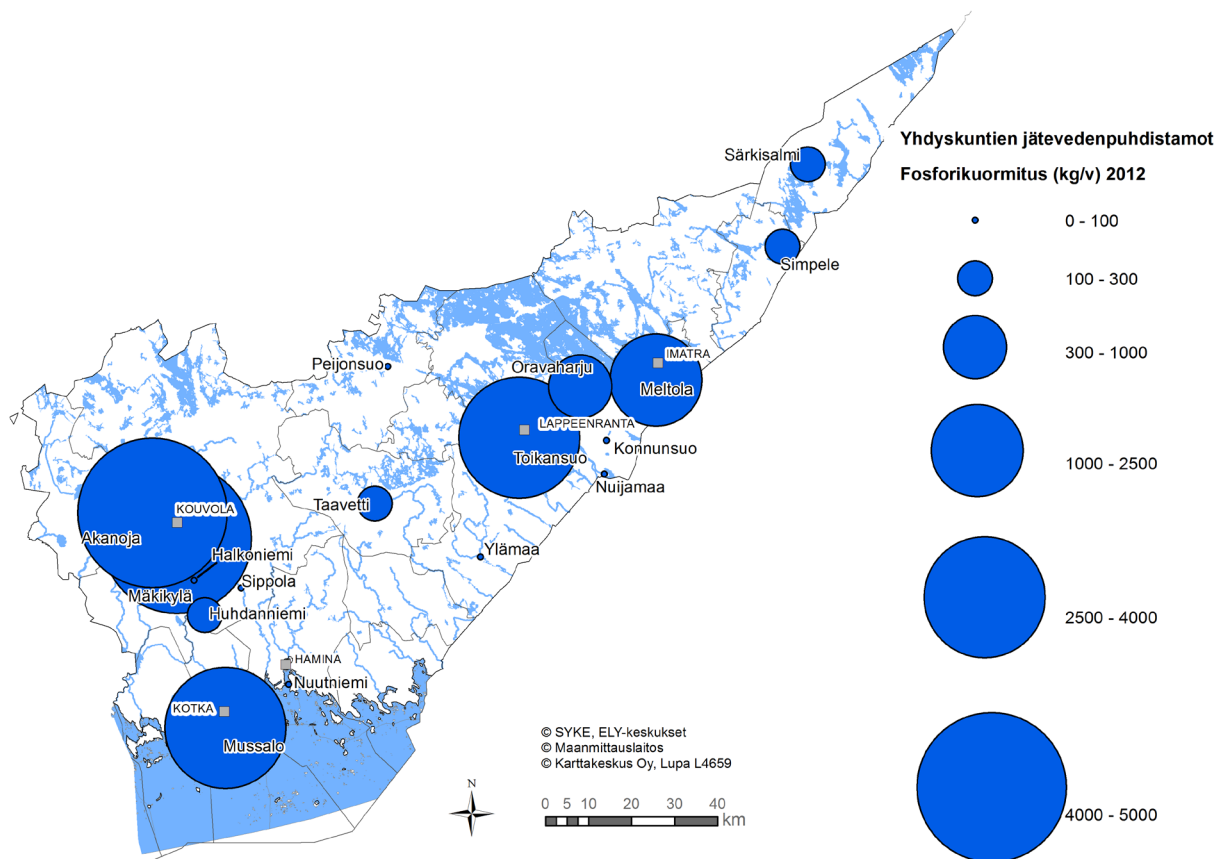 Yhdyskuntien jätevedenpuhdistamot
Fosforikuormitus (kg/v) 2012
0 - 100
100 - 300
300 - 1000
1000 - 2500
2500 - 4000
4000 - 5000
Särkisalmi
Simpele
Peijonsuo
Oravaharju
IMATRA
Meltola
LAPPEENRANTA
Toikansuo
Konnunsuo
Nuijamaa
Taavetti
KOUVOLA
Akanoja
Halkoniemi
Ylämaa
Sippola
Mäkikylä
Huhdanniemi
HAMINA
Nuutniemi
KOTKA
Mussalo
© SYKE, ELY-keskukset
© Maanmittauslaitos
© Karttakeskus Oy, Lupa L4659
N
0 5 10 20 30 40
km